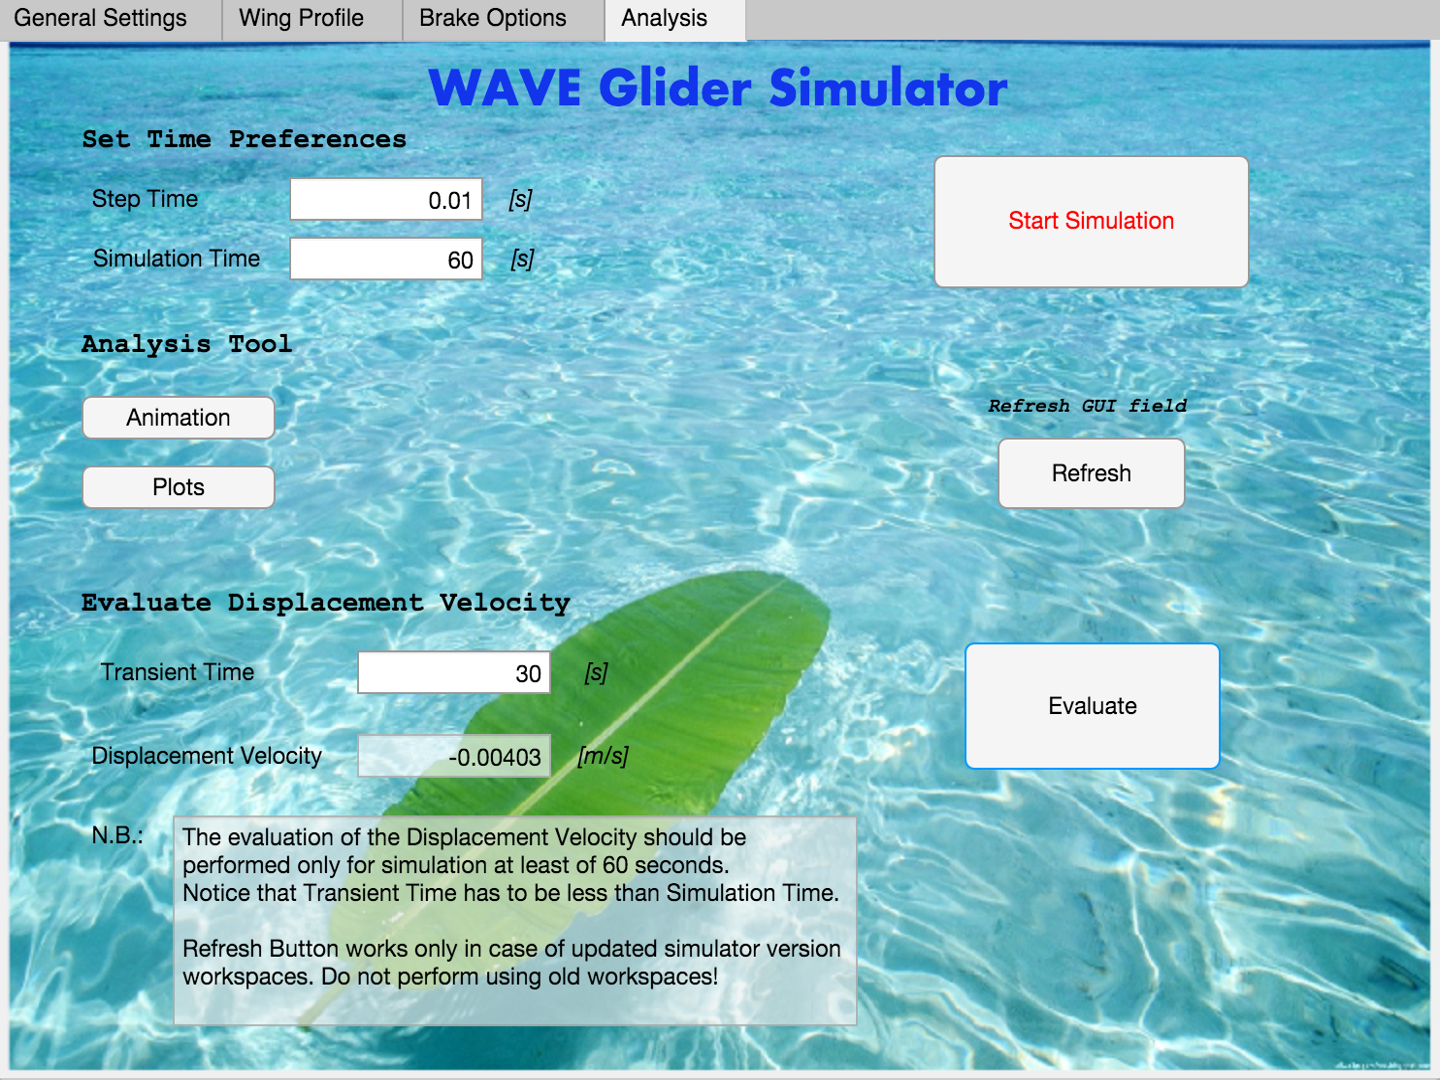 General Settings
Wing Profile
Brake Options
Analysis
WAVE Glider Simulator
Set Time Preferences
Step Time
0.01
[s]
Simulation Time
60
[s]
Start Simulation
Analysis Tool
Animation
Plots
Refresh GUI field
Refresh
Evaluate Displacement Velocity
Transient Time
30
[s]
Displacement Velocity
-0.00403
[m/s]
Evaluate
N.B.:
The evaluation of the Displacement Velocity should be
performed only for simulation at least of 60 seconds.
Notice that Transient Time has to be less than Simulation Time.
Refresh Button works only in case of updated simulator version
workspaces. Do not perform using old workspaces!